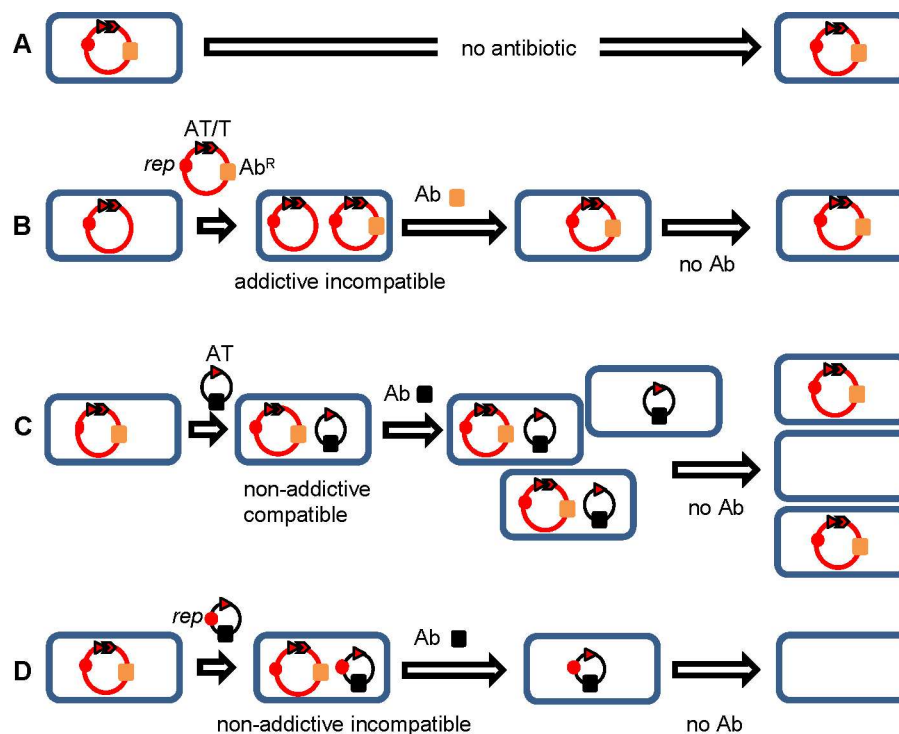 A
no antibiotic
AT/T
rep
Abᴿ
B
Ab
no Ab
addictive incompatible
AT
C
Ab
no Ab
non-addictive
compatible
rep
D
Ab
no Ab
non-addictive incompatible